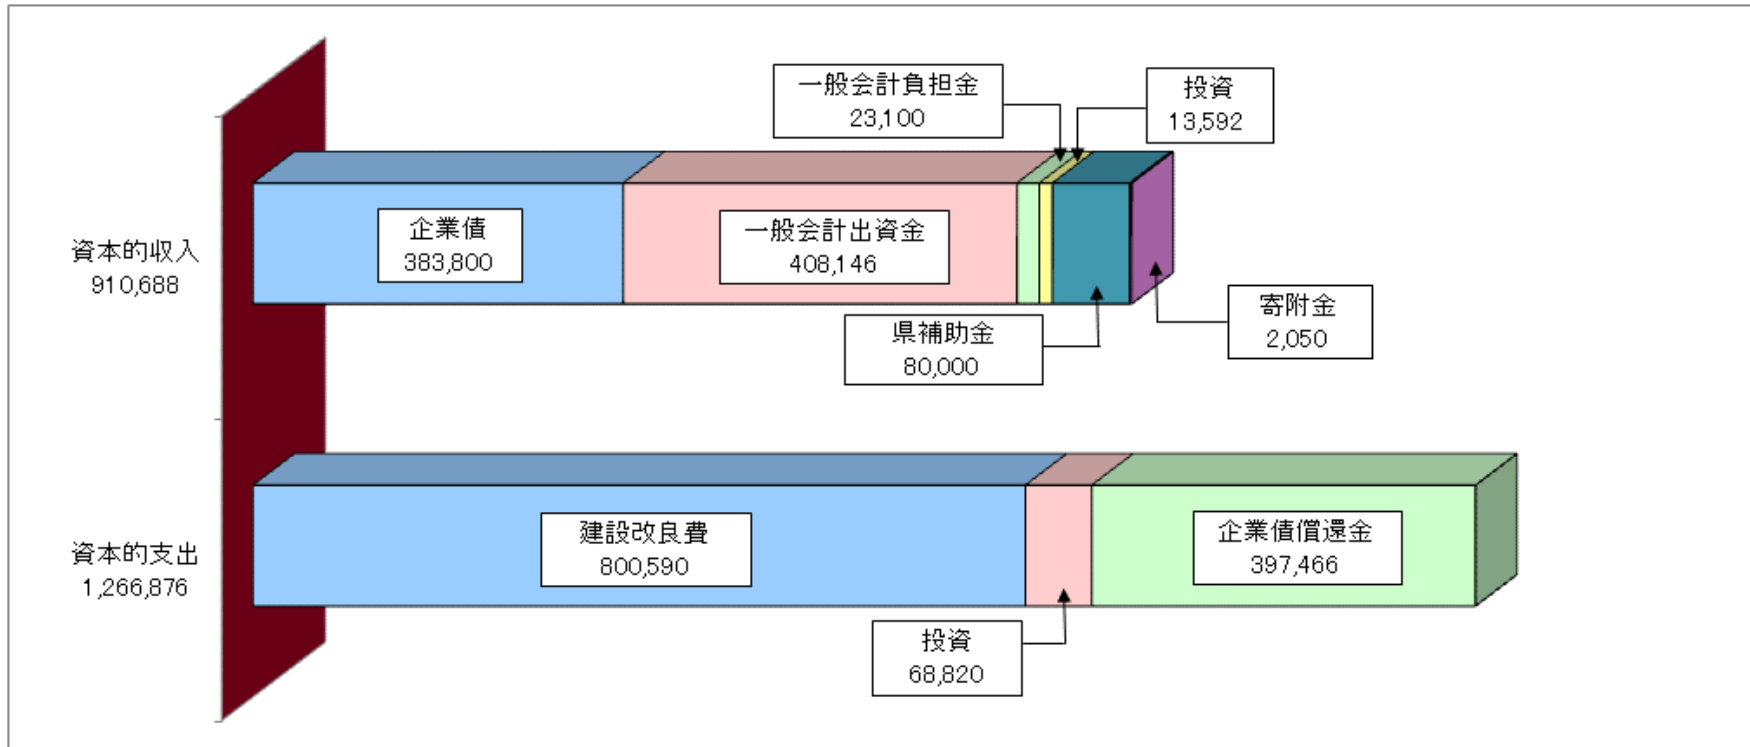 一般会計負担金
23,100
投資
13,592
資本的収入
910,688
企業債
383,800
一般会計出資金
408,146
県補助金
80,000
寄附金
2,050
資本的支出
1,266,876
建設改良費
800,590
企業債償還金
397,466
投資
68,820